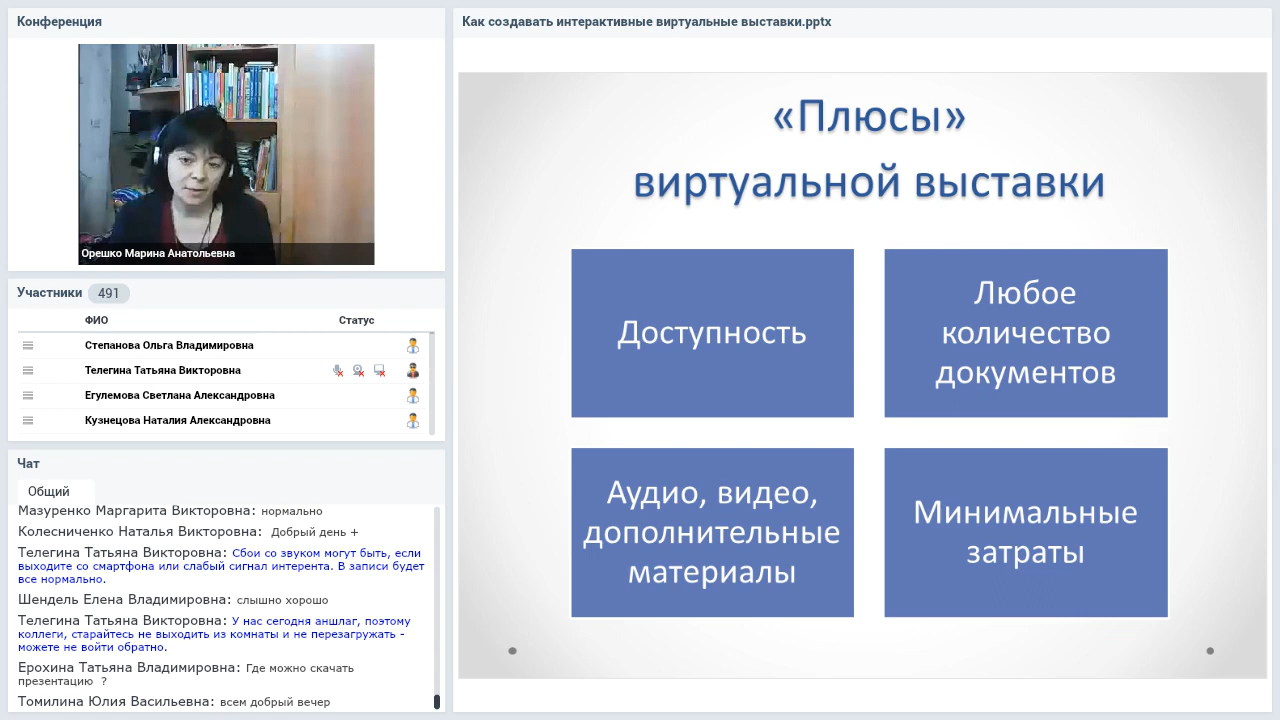 Конференция
Орешко Марина Анатольевна
Участники 491
ФИО Статус
Степанова Ольга Владимировна
Телегина Татьяна Викторовна
Егулемова Светлана Александровна
Кузнецова Наталия Александровна
Чат
Общий
Мазуренко Маргарита Викторовна: нормально
Колесниченко Наталья Викторовна: Добрый день +
Телегина Татьяна Викторовна: Сбои со звуком могут быть, если
выходите со смартфона или слабый сигнал интерента. В записи будет
все нормально.
Шендель Елена Владимировна: слышно хорошо
Телегина Татьяна Викторовна: У нас сегодня аншлаг, поэтому
коллеги, старайтесь не выходить из комнаты и не перезагружать -
можете не войти обратно.
Ерохина Татьяна Владимировна: Где можно скачать
презентацию ?
Томилина Юлия Васильевна: всем добрый вечер
Как создавать интерактивные виртуальные выставки.pptx
«Плюсы»
виртуальной выставки
Доступность
Любое
количество
документов
Аудио, видео,
дополнительные
материалы
Минимальные
затраты